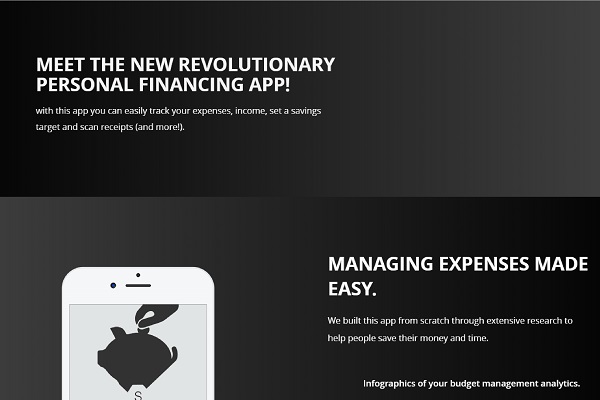 MEET THE NEW REVOLUTIONARY
PERSONAL FINANCING APP!
with this app you can easily track your expenses, income, set a savings
target and scan receipts (and more!).
MANAGING EXPENSES MADE
EASY.
We built this app from scratch through extensive research to
help people save their money and time.
Infographics of your budget management analytics.
S